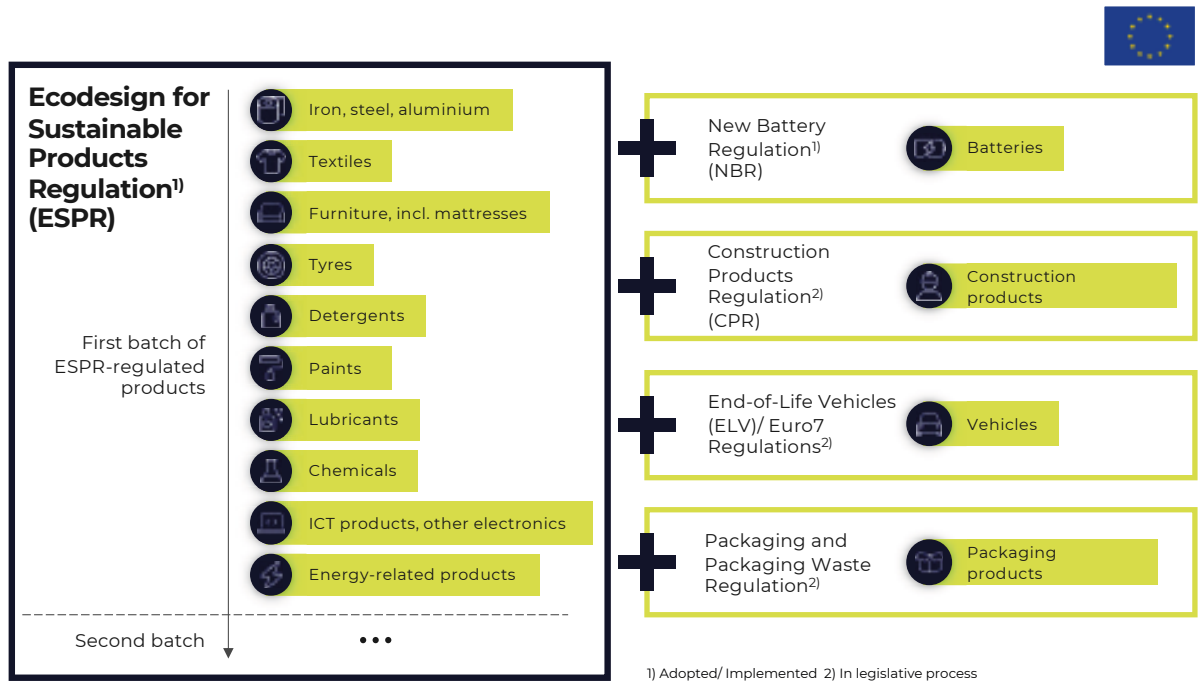 Ecodesign for
Sustainable
Products
Regulation1)
(ESPR)
First batch of
ESPR-regulated
products
Iron, steel, aluminium
Textiles
Furniture, incl. mattresses
Tyres
Detergents
Paints
Lubricants
Chemicals
ICT products, other electronics
Energy-related products
Second batch
...
New Battery
Regulation1)
(NBR)
Batteries
Construction
Products
Regulation2)
(CPR)
Construction
products
End-of-Life Vehicles
(ELV)/ Euro7
Regulations2)
Vehicles
Packaging and
Packaging Waste
Regulation2)
Packaging
products
1) Adopted/ Implemented 2) In legislative process